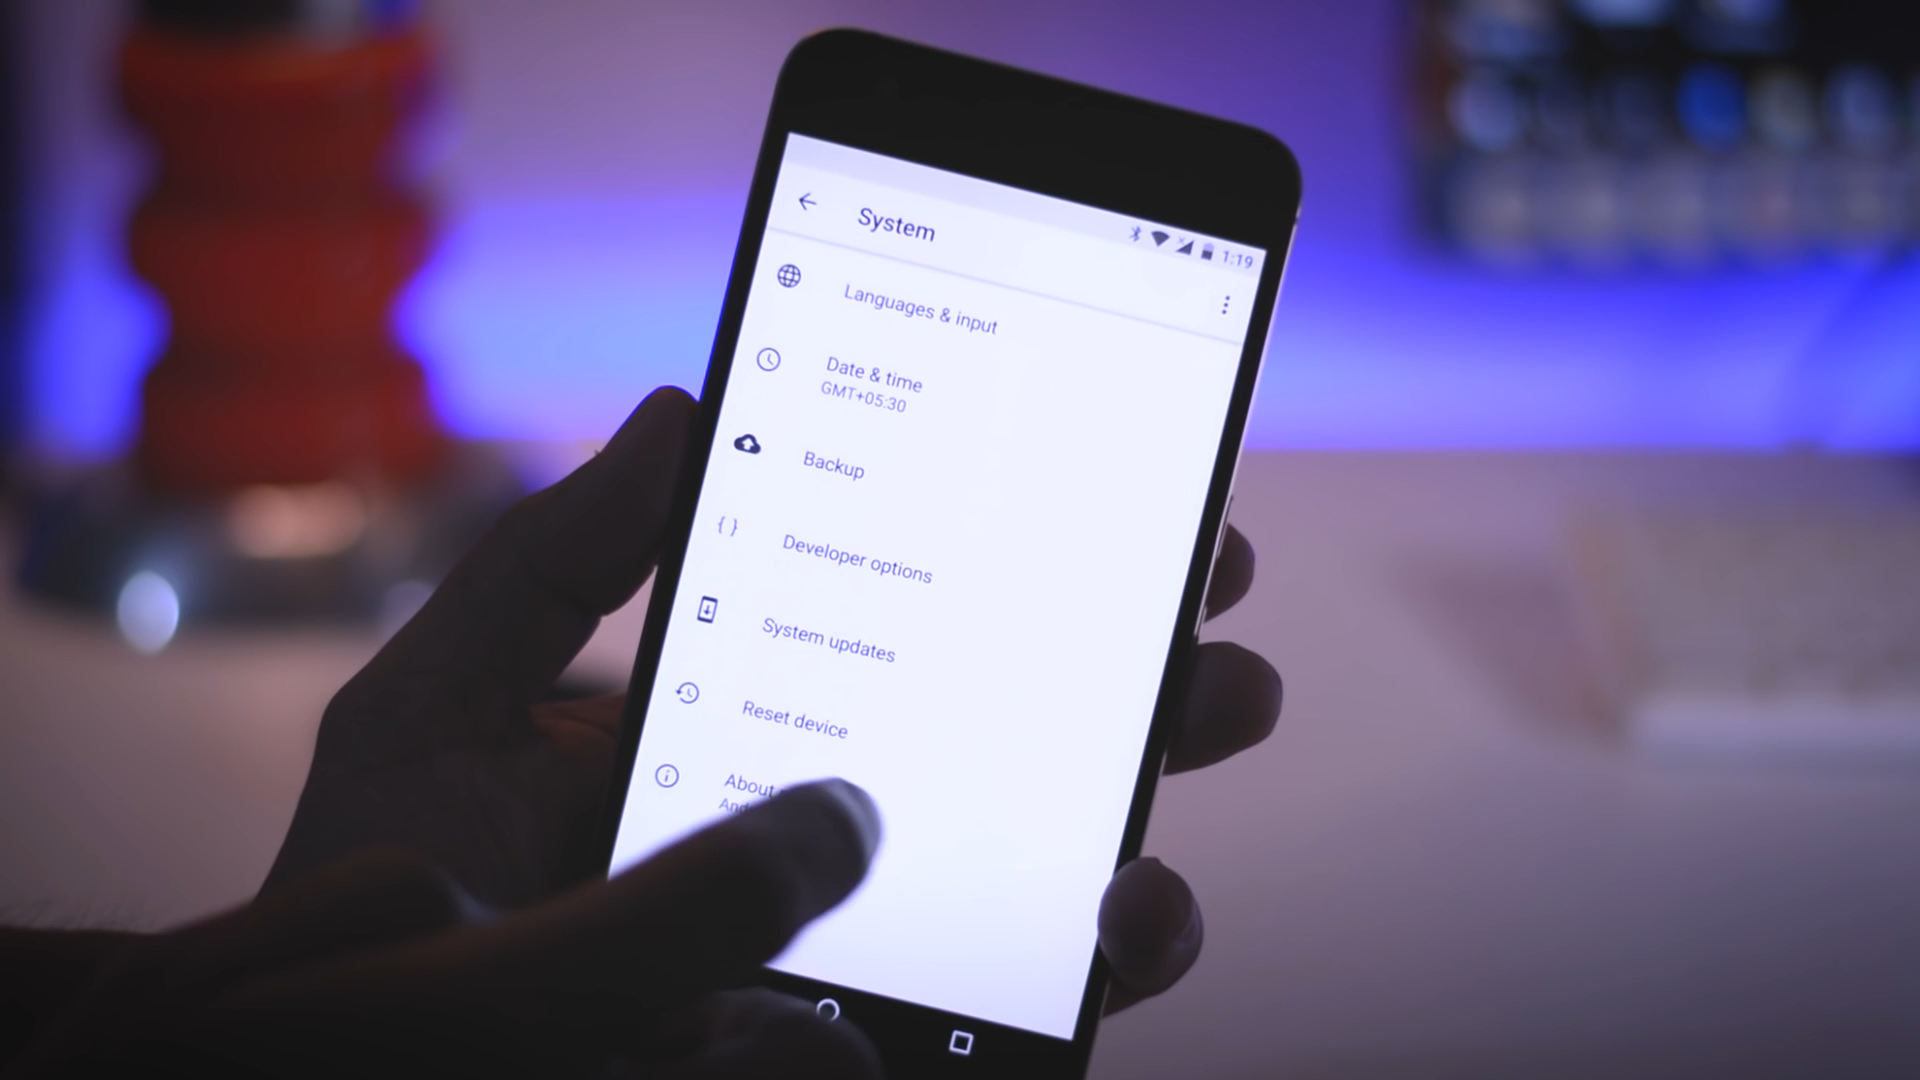 1:19
System
Languages & input
Date & time
GMT+05:30
Backup
Developer options
System updates
Reset device
About